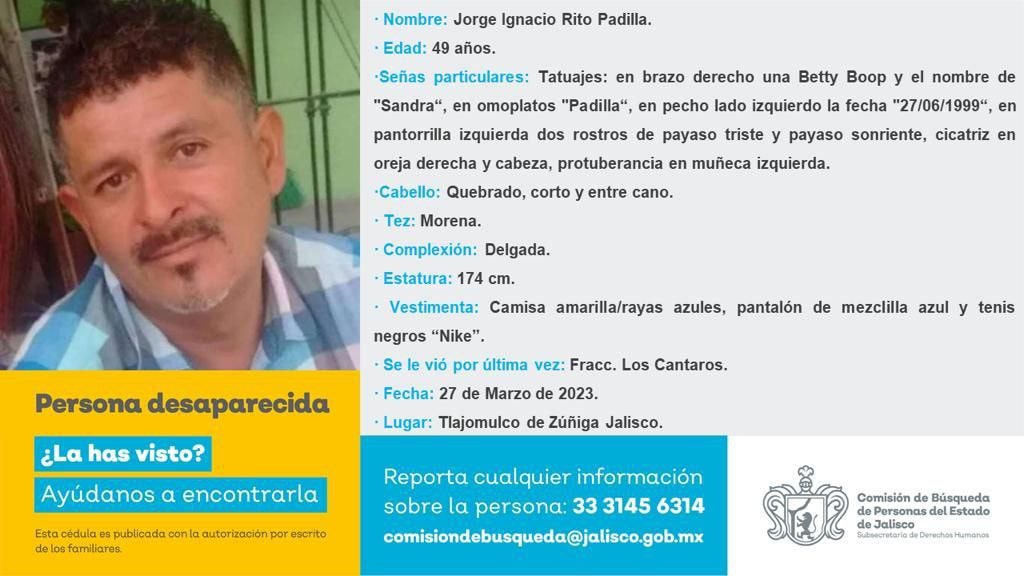 · Nombre: Jorge Ignacio Rito Padilla.
· Edad: 49 años.
·Señas particulares: Tatuajes: en brazo derecho una Betty Boop y el nombre de
"Sandra“, en omoplatos "Padilla“, en pecho lado izquierdo la fecha "27/06/1999“, en
pantorrilla izquierda dos rostros de payaso triste y payaso sonriente, cicatriz en
oreja derecha y cabeza, protuberancia en muñeca izquierda.
·Cabello: Quebrado, corto y entre cano.
· Tez: Morena.
· Complexión: Delgada.
· Estatura: 174 cm.
· Vestimenta: Camisa amarilla/rayas azules, pantalón de mezclilla azul y tenis
negros “Nike”.
· Se le vió por última vez: Fracc. Los Cantaros.
· Fecha: 27 de Marzo de 2023.
· Lugar: Tlajomulco de Zúñiga Jalisco.
Persona desaparecida
¿La has visto?
Ayúdanos a encontrarla
Esta cédula es publicada con la autorización por escrito
de los familiares.
Reporta cualquier información
sobre la persona: 33 3145 6314
comisiondebusqueda@jalisco.gob.mx
Comisión de Búsqueda
de Personas del Estado
de Jalisco
Subsecretaría de Derechos Humanos